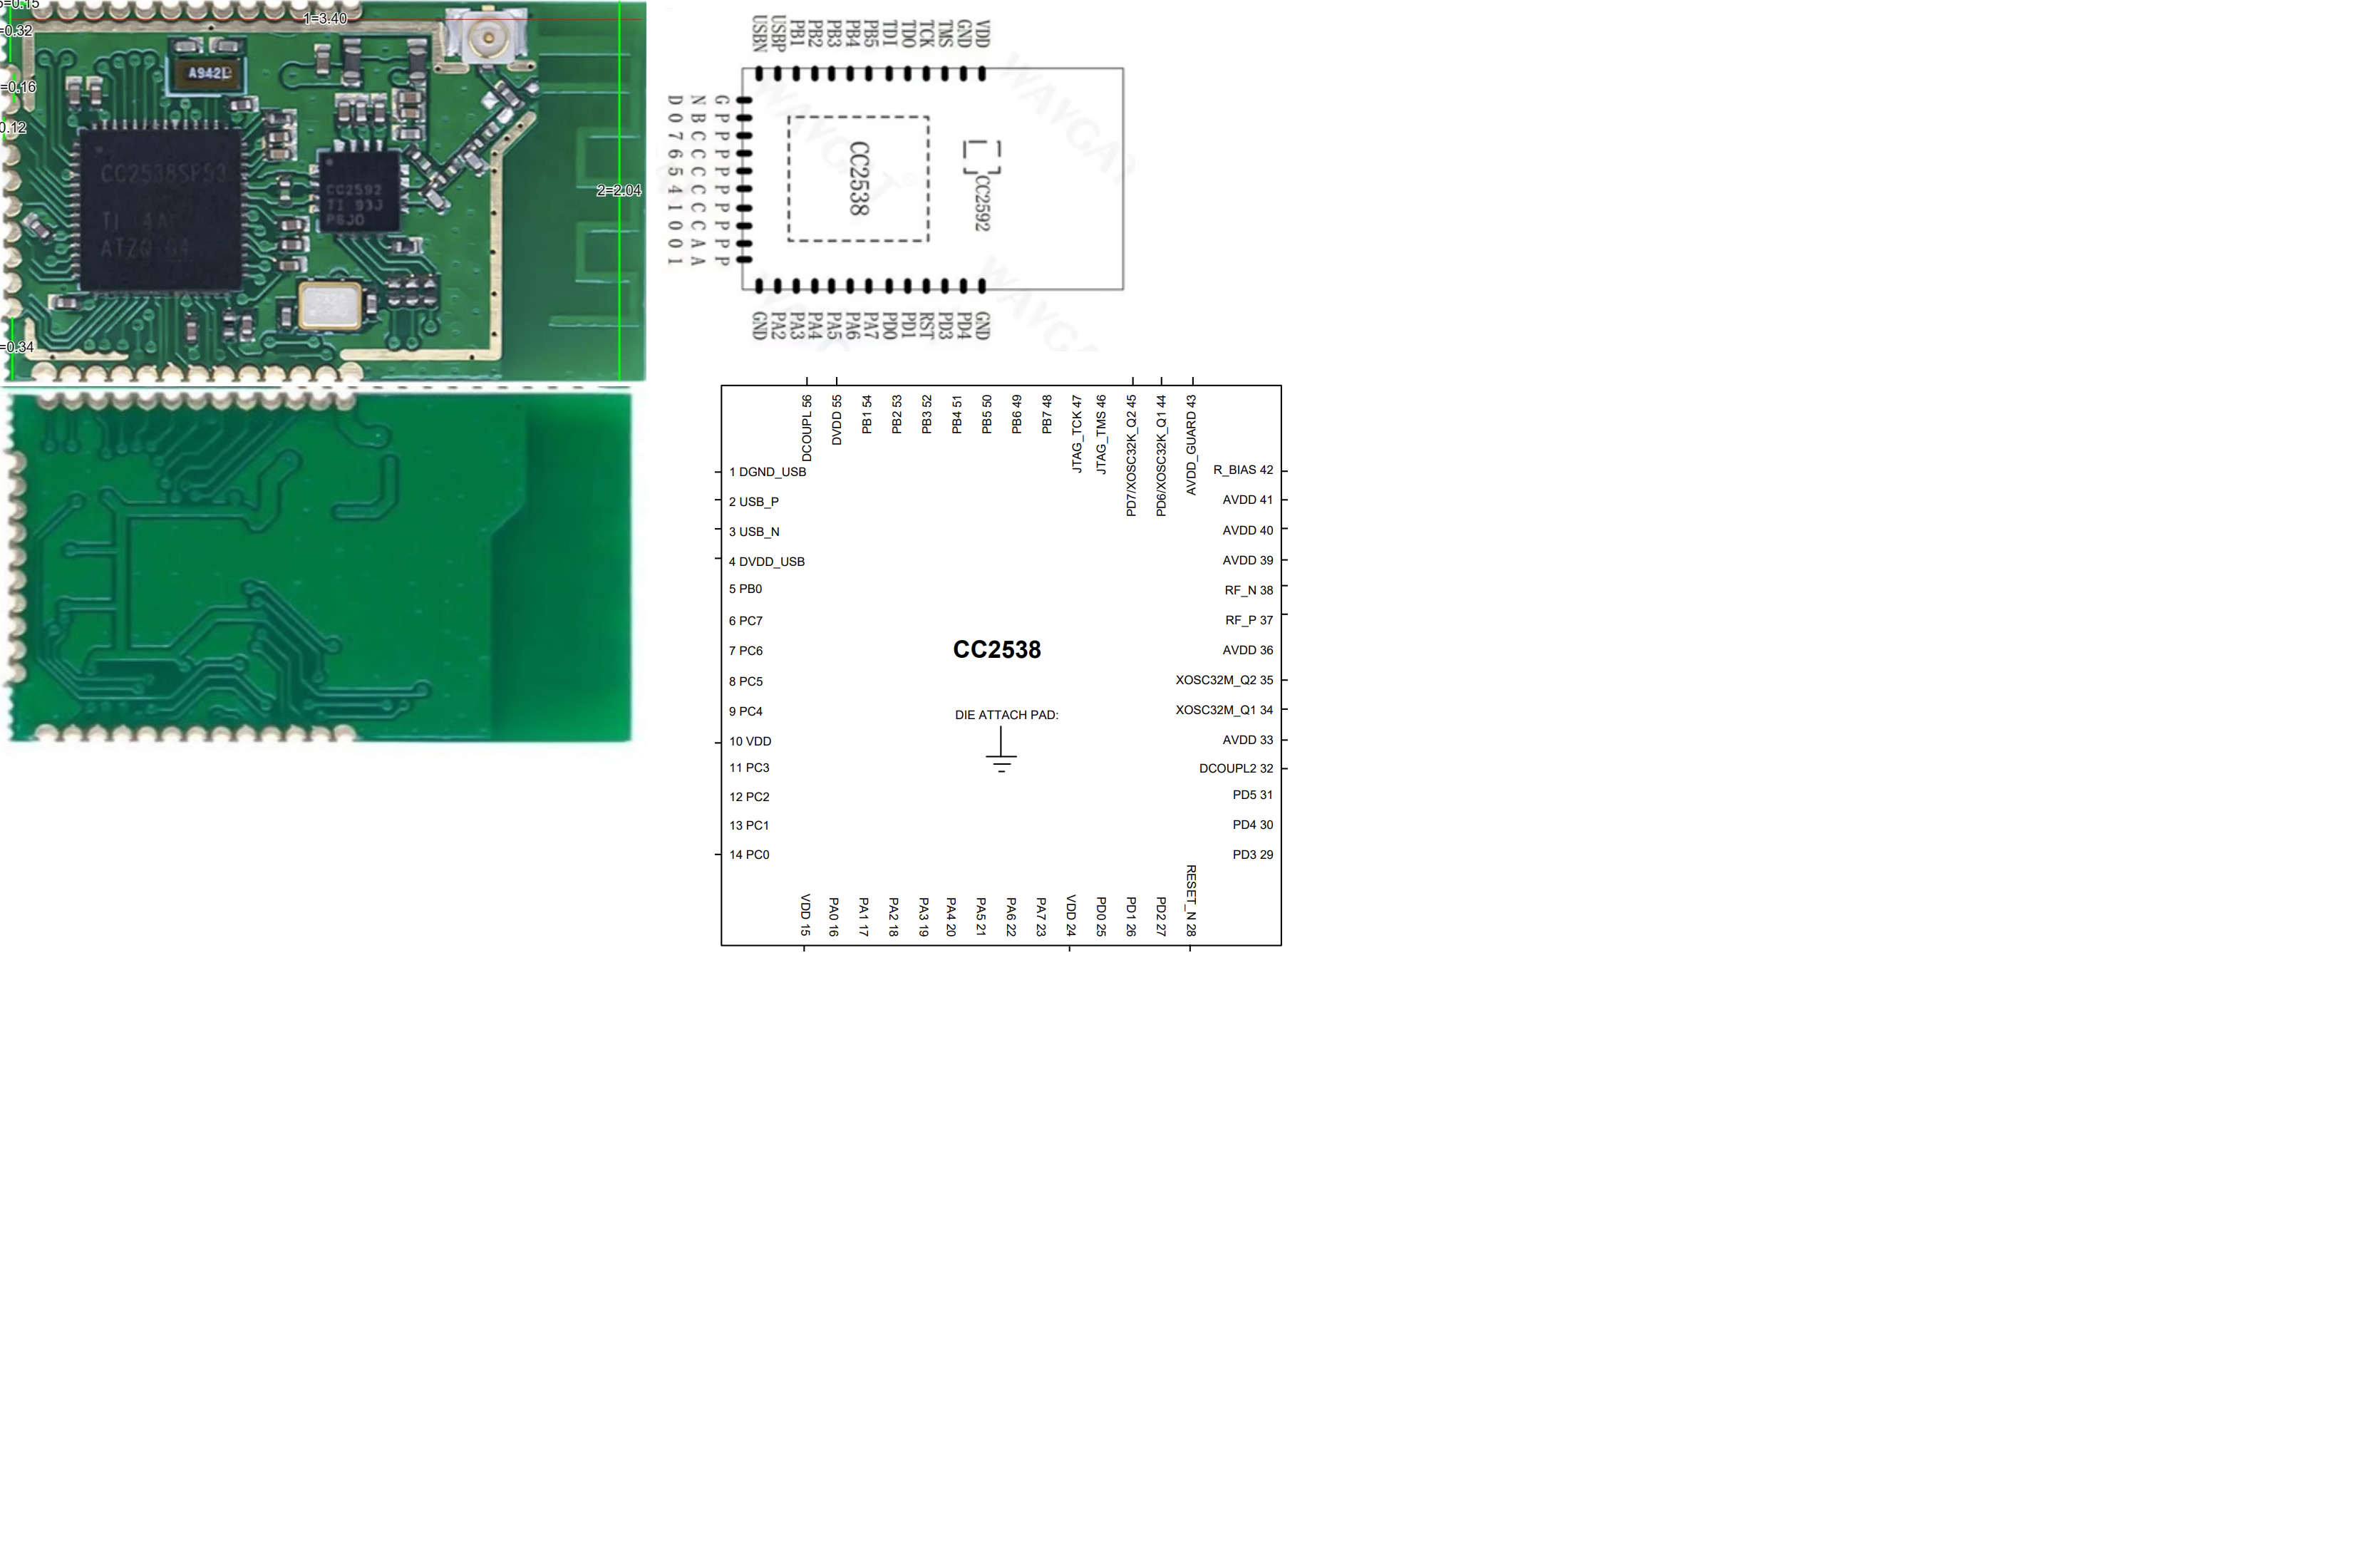 5=0.15
1=3.40
=0.32
A942L
=0.16
0.12
CC2538SF53
TI 4A
ATZQ G4
CC2592
TI 93J
P6JD
2=2.04
=0.34
USBN
USBP
PB1
PB2
PB3
PB4
PB5
TDI
TDO
TCK
TMS
GND
VDD
GND
PB0
PC7
PC6
PC5
PC4
PC1
PC0
PA0
PA1
CC2538
CC2592
WAVGAT
GND
PA2
PA3
PA4
PA5
PA6
PA7
PD0
PD1
RST
PD3
PD4
GND
DCOUPL 56
DVDD 55
PB1 54
PB2 53
PB3 52
PB4 51
PB5 50
PB6 49
PB7 48
JTAG_TCK 47
JTAG_TMS 46
PD7/XOSC32K_Q2 45
PD6/XOSC32K_Q1 44
AVDD_GUARD 43
1 DGND_USB
2 USB_P
3 USB_N
4 DVDD_USB
5 PB0
6 PC7
7 PC6
8 PC5
9 PC4
10 VDD
11 PC3
12 PC2
13 PC1
14 PC0
CC2538
DIE ATTACH PAD:
R_BIAS 42
AVDD 41
AVDD 40
AVDD 39
RF_N 38
RF_P 37
AVDD 36
XOSC32M_Q2 35
XOSC32M_Q1 34
AVDD 33
DCOUPL2 32
PD5 31
PD4 30
PD3 29
VDD 15
PA0 16
PA1 17
PA2 18
PA3 19
PA4 20
PA5 21
PA6 22
PA7 23
VDD 24
PD0 25
PD1 26
PD2 27
RESET_N 28